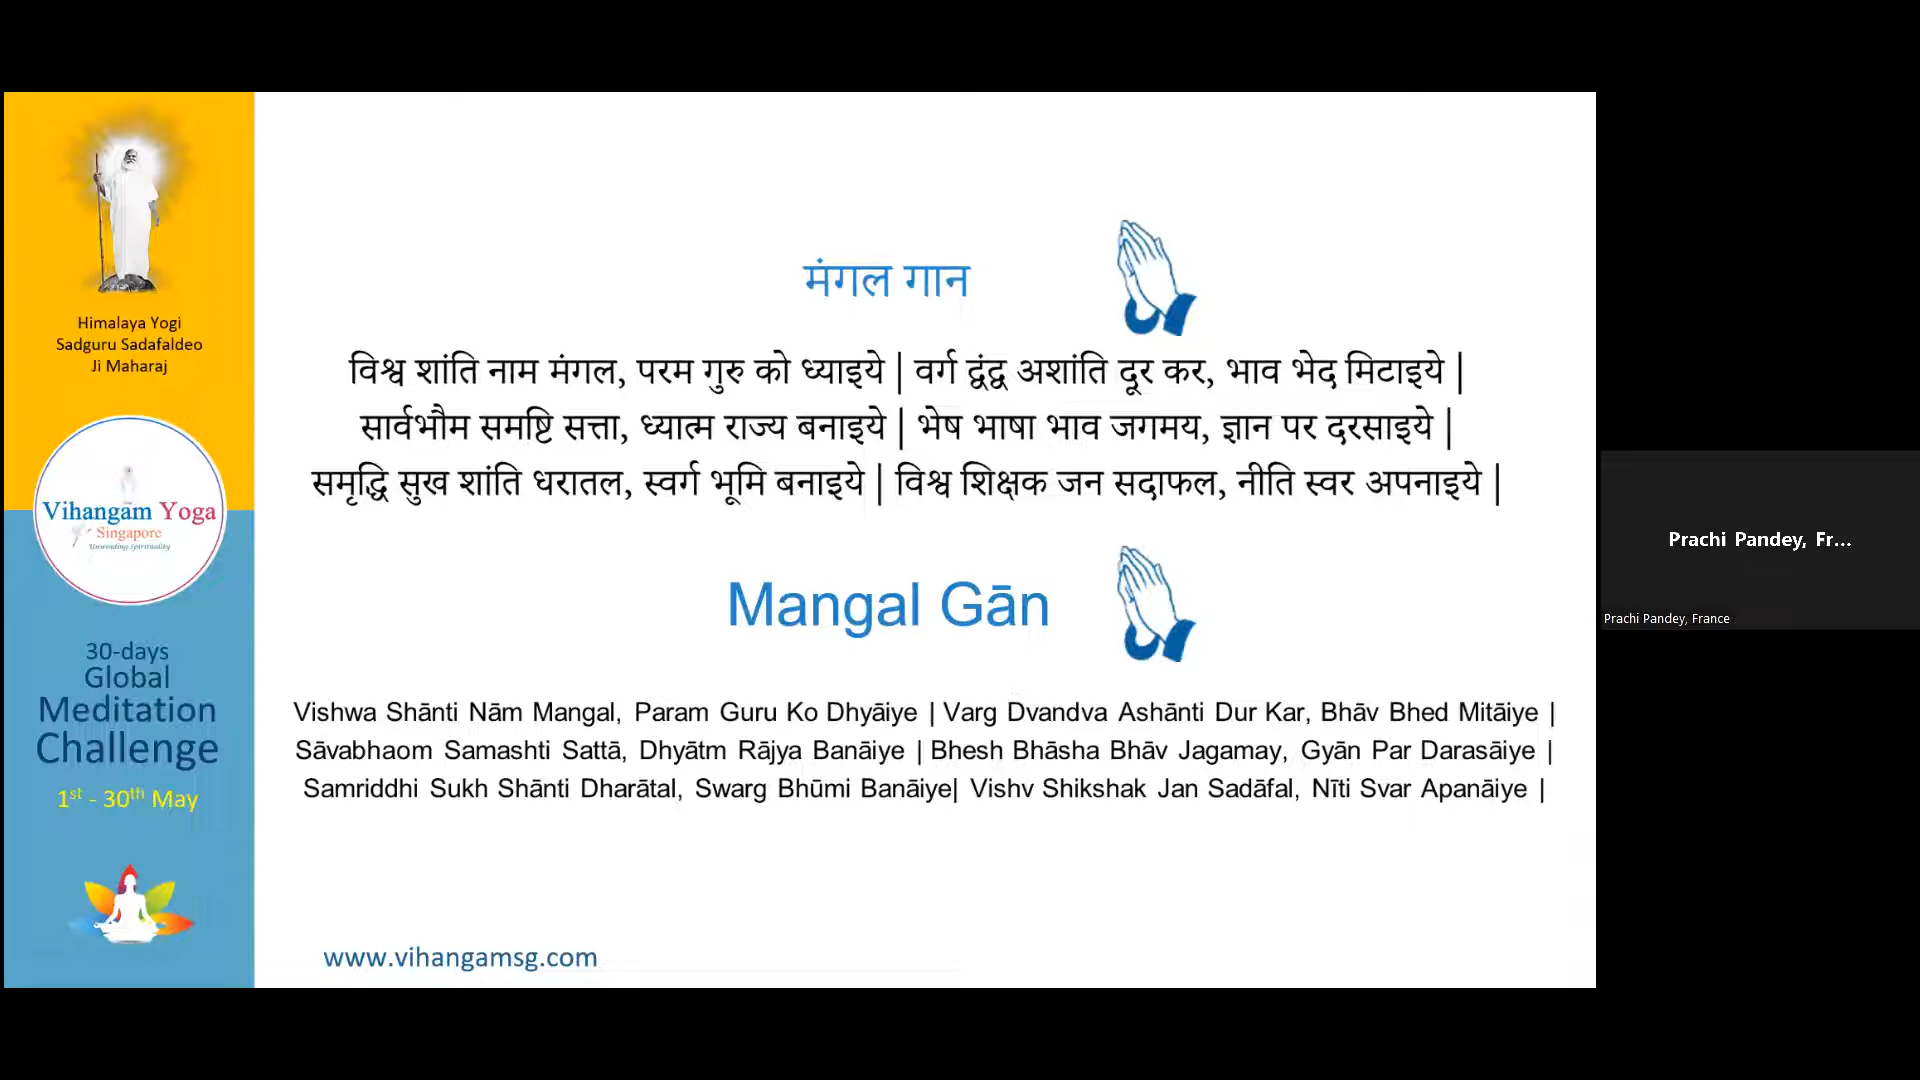 Himalaya Yogi
Sadguru Sadafaldeo
Ji Maharaj
Vihangam Yoga
Singapore
Unveiling Spirituality
30-days
Global
Meditation
Challenge
1st - 30th May
मंगल गान
विश्व शांति नाम मंगल, परम गुरु को ध्याइये | वर्ग द्वंद्व अशांति दूर कर, भाव भेद मिटाइये |
सार्वभौम समष्टि सत्ता, ध्यात्म राज्य बनाइये | भेष भाषा भाव जगमय, ज्ञान पर दरसाइये |
समृद्धि सुख शांति धरातल, स्वर्ग भूमि बनाइये | विश्व शिक्षक जन सदाफल, नीति स्वर अपनाइये |
Mangal Gān
Vishwa Shānti Nām Mangal, Param Guru Ko Dhyāiye | Varg Dvandva Ashānti Dur Kar, Bhāv Bhed Mitāiye |
Sāvabhaom Samashti Sattā, Dhyātm Rājya Banāiye | Bhesh Bhāsha Bhāv Jagamay, Gyān Par Darasāiye |
Samriddhi Sukh Shānti Dharātal, Swarg Bhūmi Banāiye| Vishv Shikshak Jan Sadāfal, Nīti Svar Apanāiye |
www.vihangamsg.com
Prachi Pandey, Fr...
Prachi Pandey, France